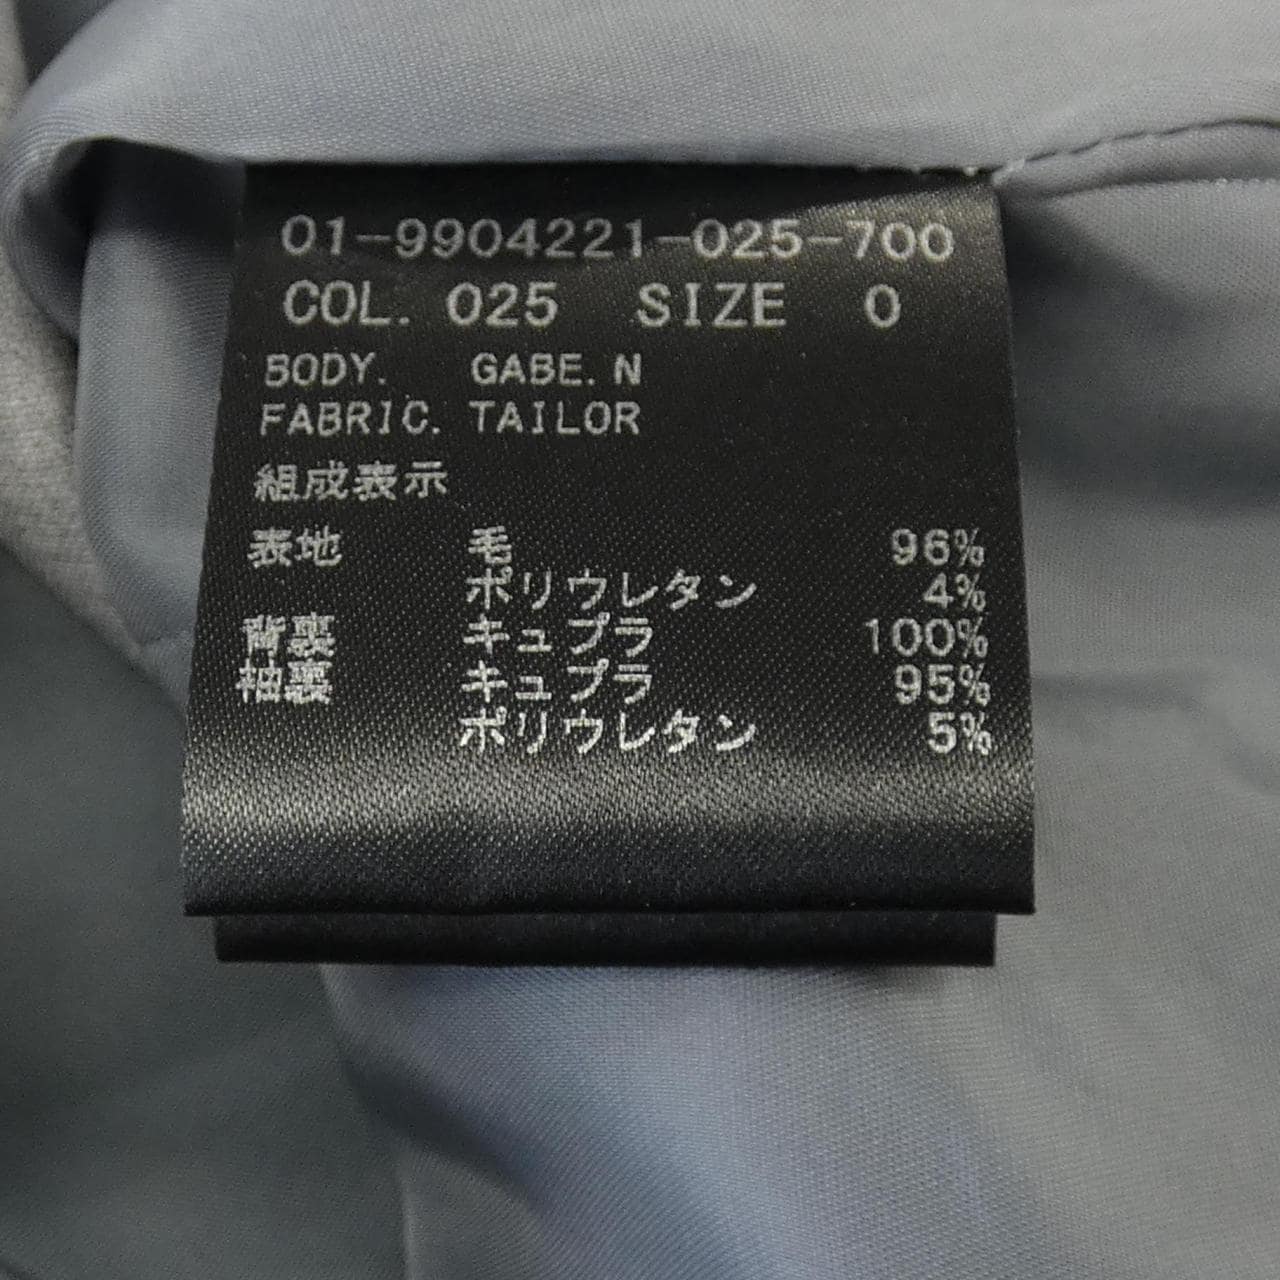 01-9904221-025-700
COL. 025 SIZE 0
BODY. GABE.N
FABRIC. TAILOR
組成表示
表地 毛 96%
ポリウレタン 4%
背裏 キュプラ 100%
袖裏 キュプラ 95%
ポリウレタン 5%